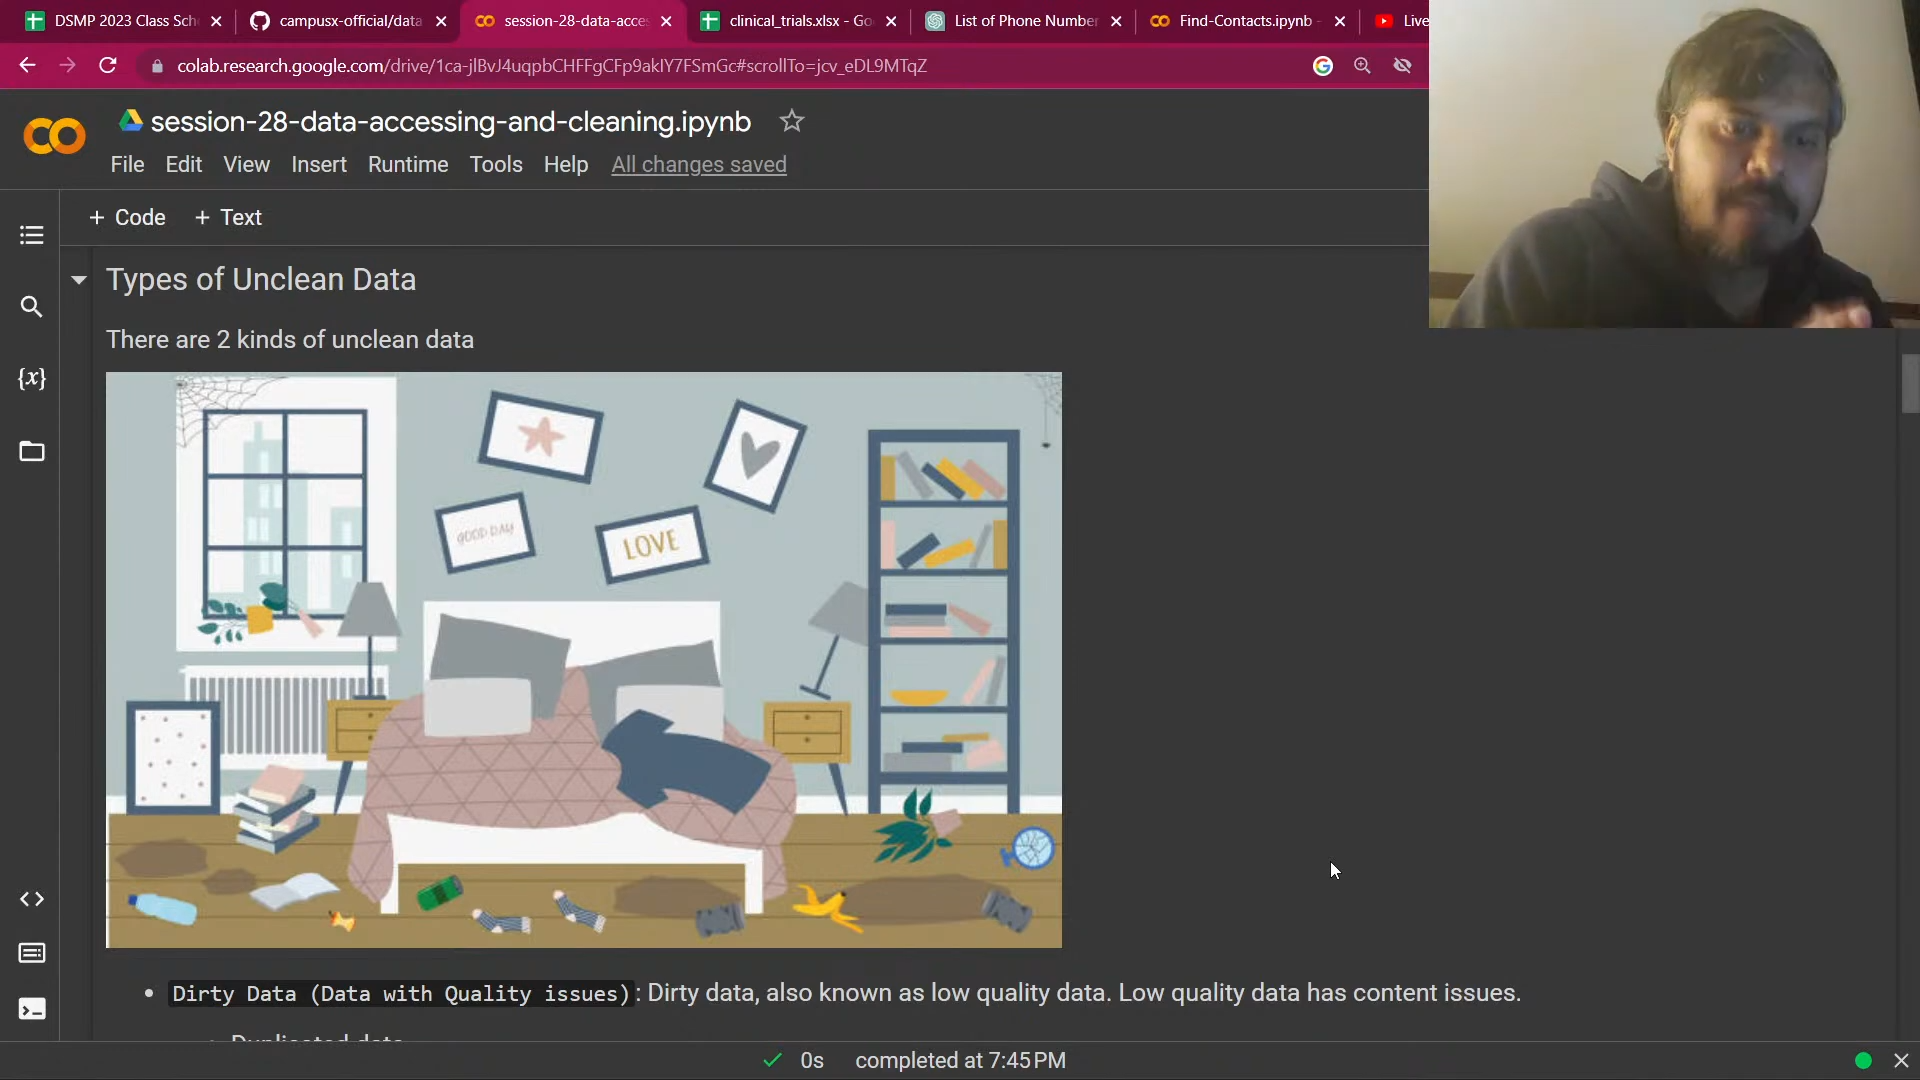 DSMP 2023 Class Sch
campusx-official/data
session-28-data-acces
clinical_trials.xlsx - Go
List of Phone Number
Find-Contacts.ipynb -
Live
colab.research.google.com/drive/1ca-jlBvJ4uqpbCHFFgCFp9aklY7FSmGc#scrollTo=jcv_eDL9MTqZ
session-28-data-accessing-and-cleaning.ipynb
File Edit View Insert Runtime Tools Help All changes saved
+ Code + Text
Types of Unclean Data
There are 2 kinds of unclean data
GOOD DAY
LOVE
Dirty Data (Data with Quality issues): Dirty data, also known as low quality data. Low quality data has content issues.
Duplicated data
0s completed at 7:45 PM